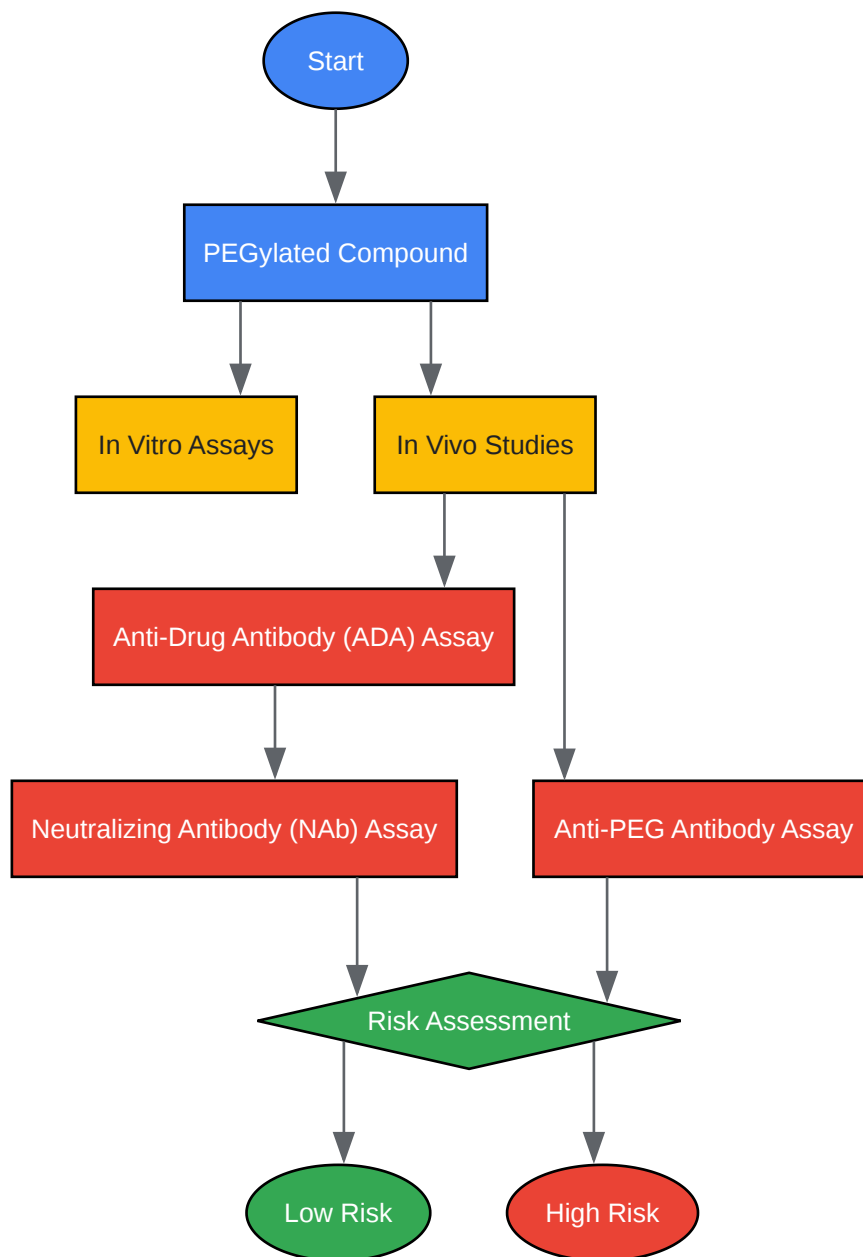 Start
PEGylated Compound
In Vitro Assays
In Vivo Studies
Anti-Drug Antibody (ADA) Assay
Neutralizing Antibody (NAb) Assay
Anti-PEG Antibody Assay
Risk Assessment
Low Risk
High Risk